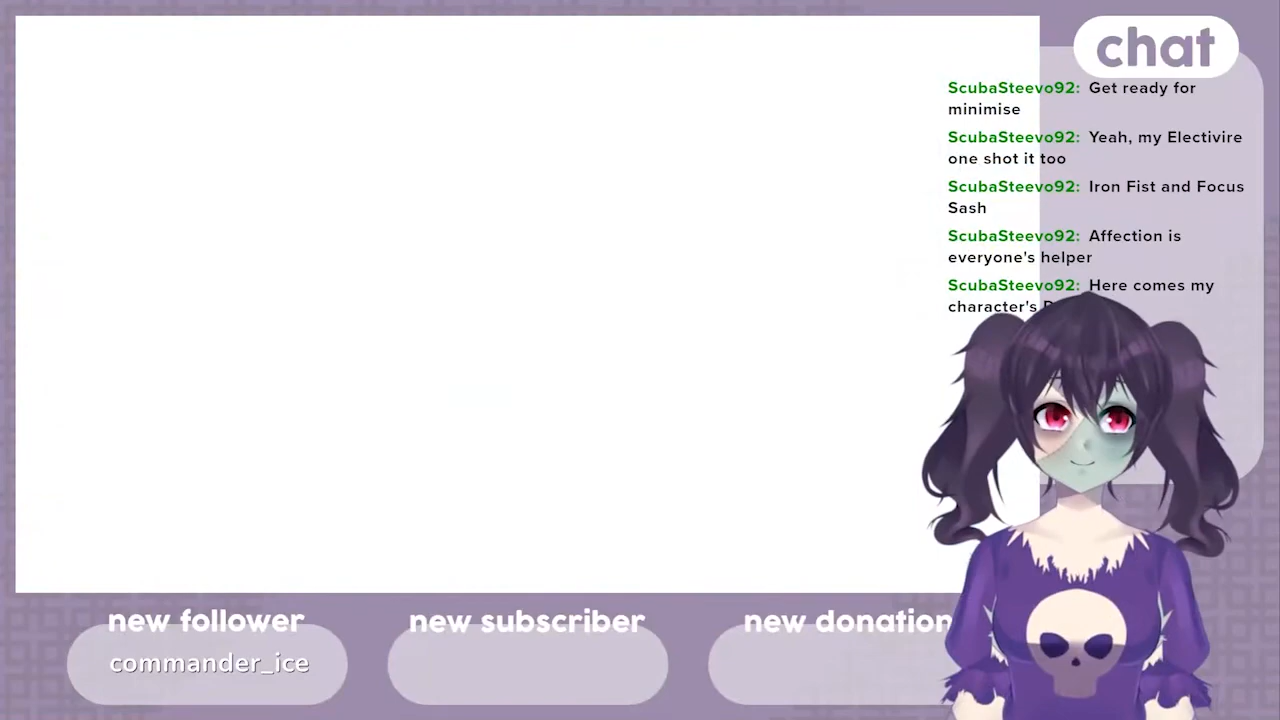 chat
ScubaSteevo92: Get ready for
minimise
ScubaSteevo92: Yeah, my Electivire
one shot it too
ScubaSteevo92: Iron Fist and Focus
Sash
ScubaSteevo92: Affection is
everyone's helper
ScubaSteevo92: Here comes my
character's
new follower
new subscriber
new donation
commander_ice